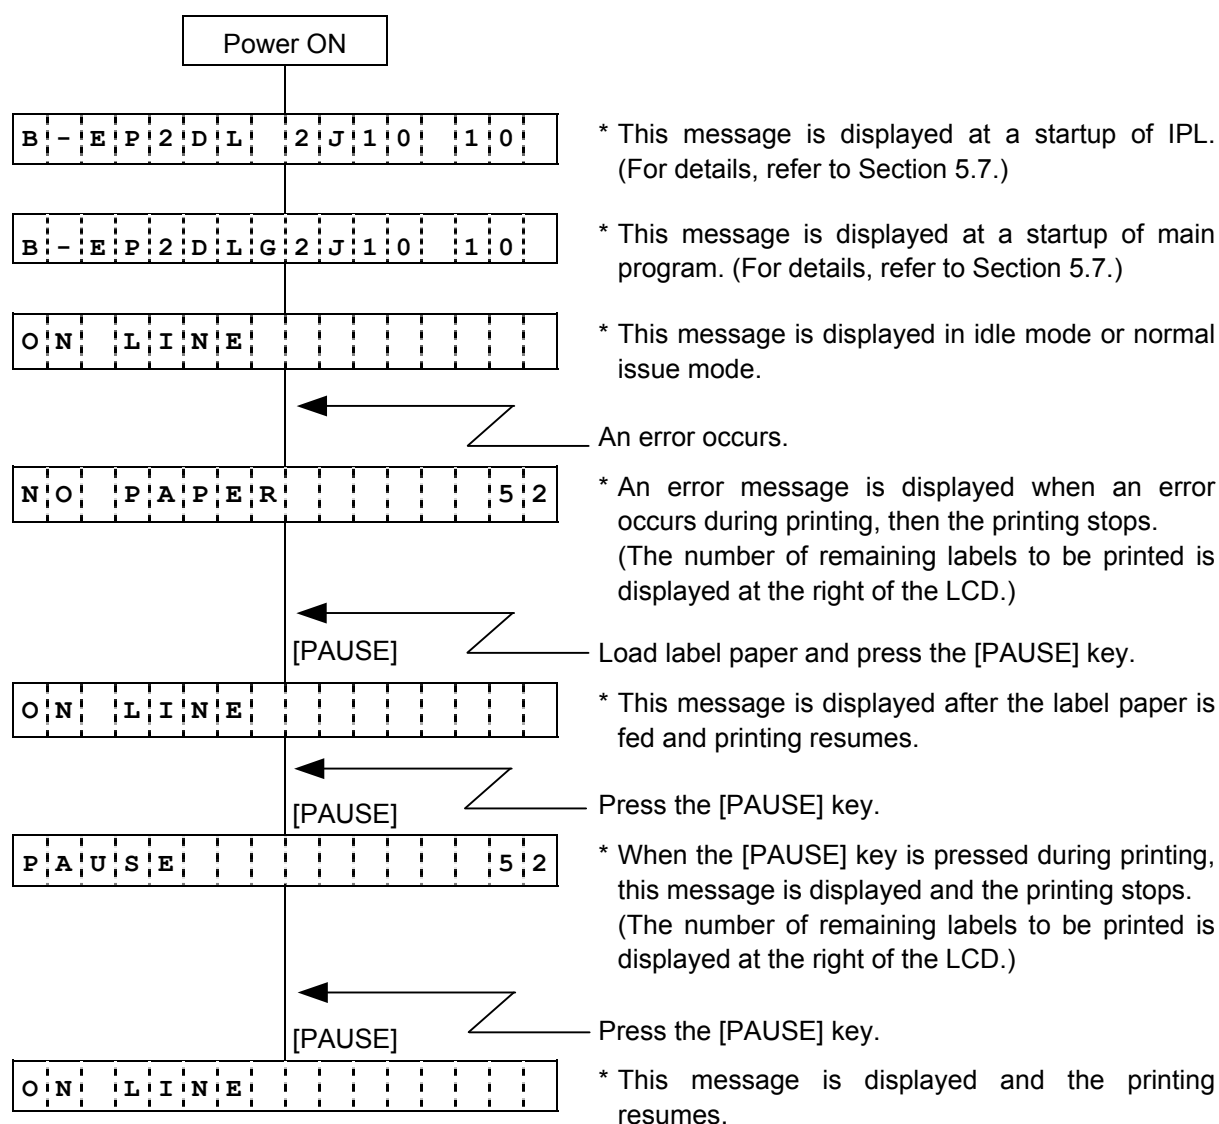 Power ON
B-EP2DL 2J10 10
* This message is displayed at a startup of IPL.
(For details, refer to Section 5.7.)
B-EP2DLG2J10 10
* This message is displayed at a startup of main
program. (For details, refer to Section 5.7.)
ON LINE
* This message is displayed in idle mode or normal
issue mode.
An error occurs.
NO PAPER 52
* An error message is displayed when an error
occurs during printing, then the printing stops.
(The number of remaining labels to be printed is
displayed at the right of the LCD.)
[PAUSE]
Load label paper and press the [PAUSE] key.
ON LINE
* This message is displayed after the label paper is
fed and printing resumes.
[PAUSE]
Press the [PAUSE] key.
PAUSE 52
* When the [PAUSE] key is pressed during printing,
this message is displayed and the printing stops.
(The number of remaining labels to be printed is
displayed at the right of the LCD.)
[PAUSE]
Press the [PAUSE] key.
ON LINE
* This message is displayed and the printing
resumes.